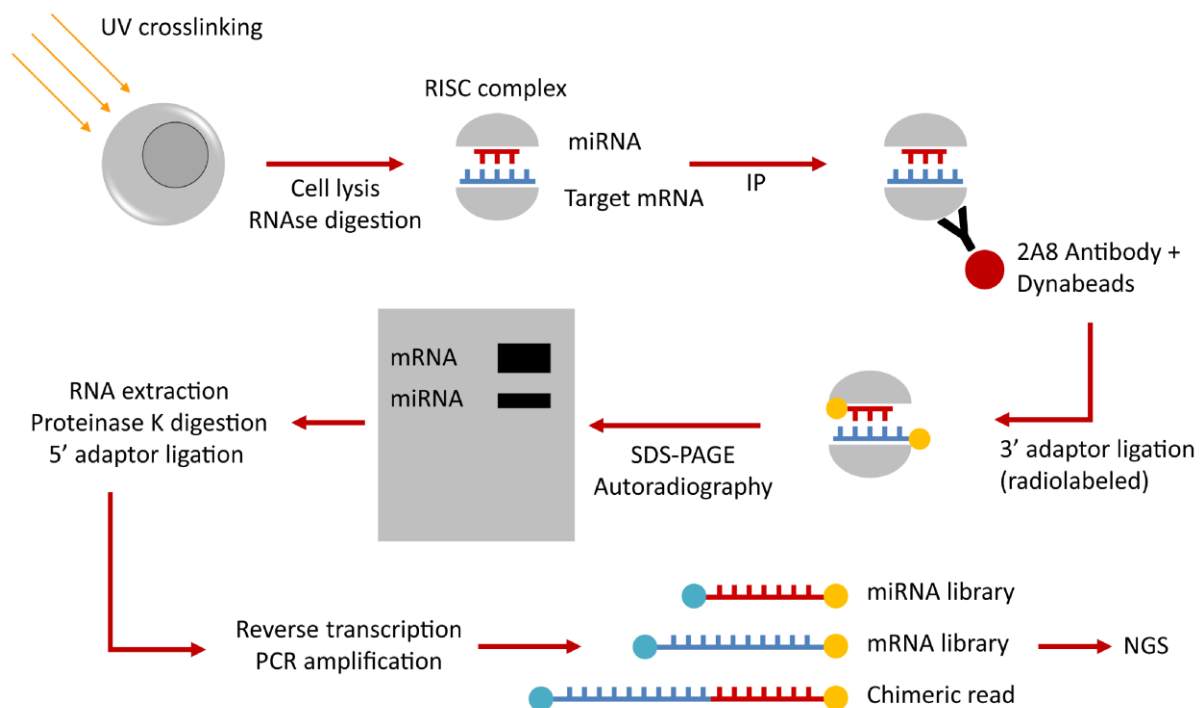 UV crosslinking
RISC complex
miRNA
Target mRNA
Cell lysis
RNAse digestion
IP
2A8 Antibody +
Dynabeads
3’ adaptor ligation
(radiolabeled)
SDS-PAGE
Autoradiography
mRNA
miRNA
RNA extraction
Proteinase K digestion
5’ adaptor ligation
Reverse transcription
PCR amplification
miRNA library
mRNA library
Chimeric read
NGS